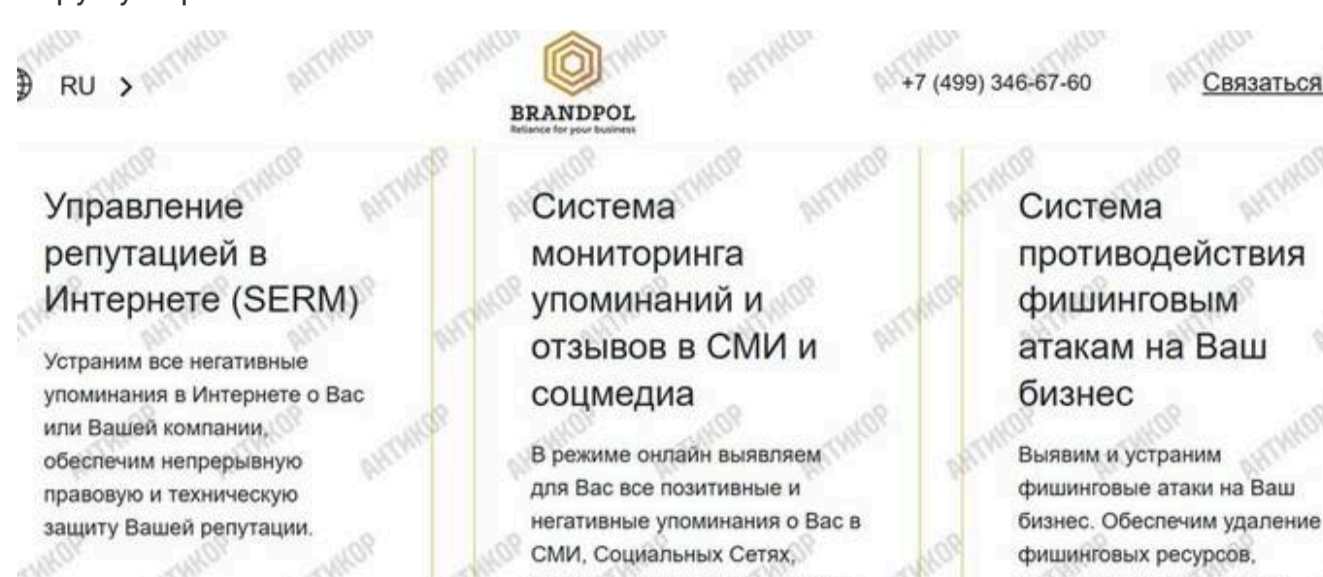 RU >
BRANDPOL
Reliance for your business
+7 (499) 346-67-60
Связаться
Управление
репутацией в
Интернете (SERM)
Устраним все негативные
упоминания в Интернете о Вас
или Вашей компании,
обеспечим непрерывную
правовую и техническую
защиту Вашей репутации.
Система
мониторинга
упоминаний и
отзывов в СМИ и
соцмедиа
В режиме онлайн выявляем
для Вас все позитивные и
негативные упоминания о Вас в
СМИ, Социальных Сетях,
Система
противодействия
фишинговым
атакам на Ваш
бизнес
Выявим и устраним
фишинговые атаки на Ваш
бизнес. Обеспечим удаление
фишинговых ресурсов,
АНТИКОР